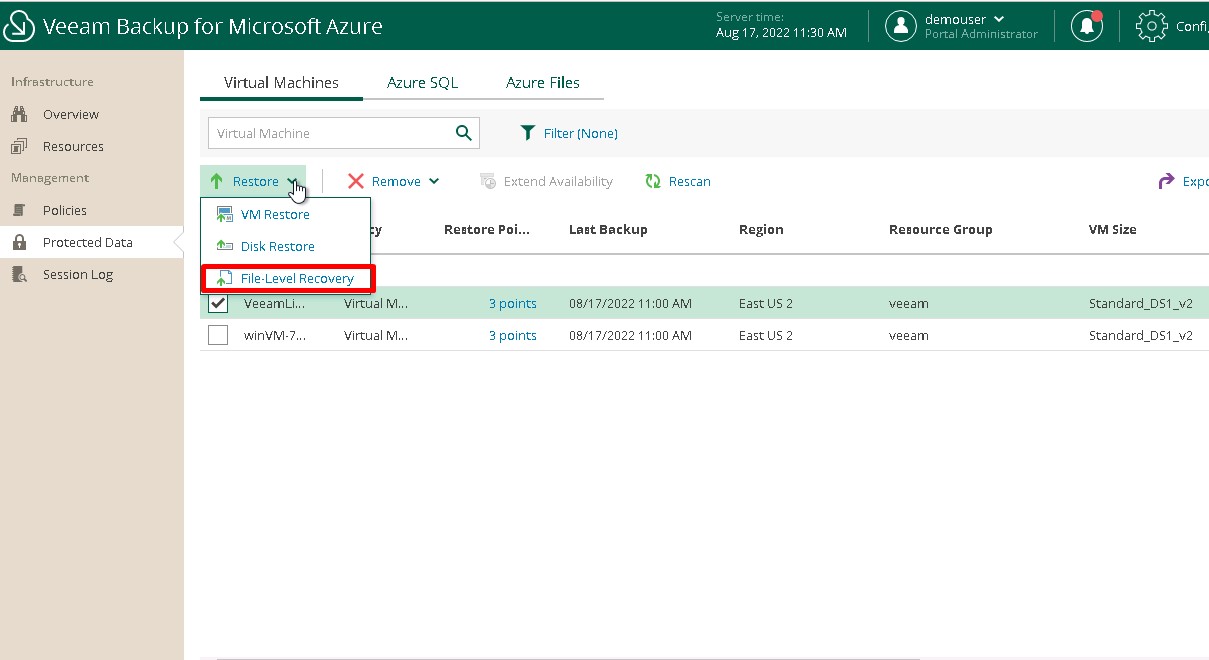 Veeam Backup for Microsoft Azure
Server time:
Aug 17, 2022 11:30 AM
demouser
Portal Administrator
Confi
Infrastructure
Overview
Resources
Management
Policies
Protected Data
Session Log
Virtual Machines Azure SQL Azure Files
Virtual Machine Filter (None)
Restore Remove Extend Availability Rescan Expo
VM Restore
Disk Restore
File-Level Recovery
cy Restore Poi... Last Backup Region Resource Group VM Size
VeeamLi... Virtual M... 3 points 08/17/2022 11:00 AM East US 2 veeam Standard_DS1_v2
winVM-7... Virtual M... 3 points 08/17/2022 11:00 AM East US 2 veeam Standard_DS1_v2